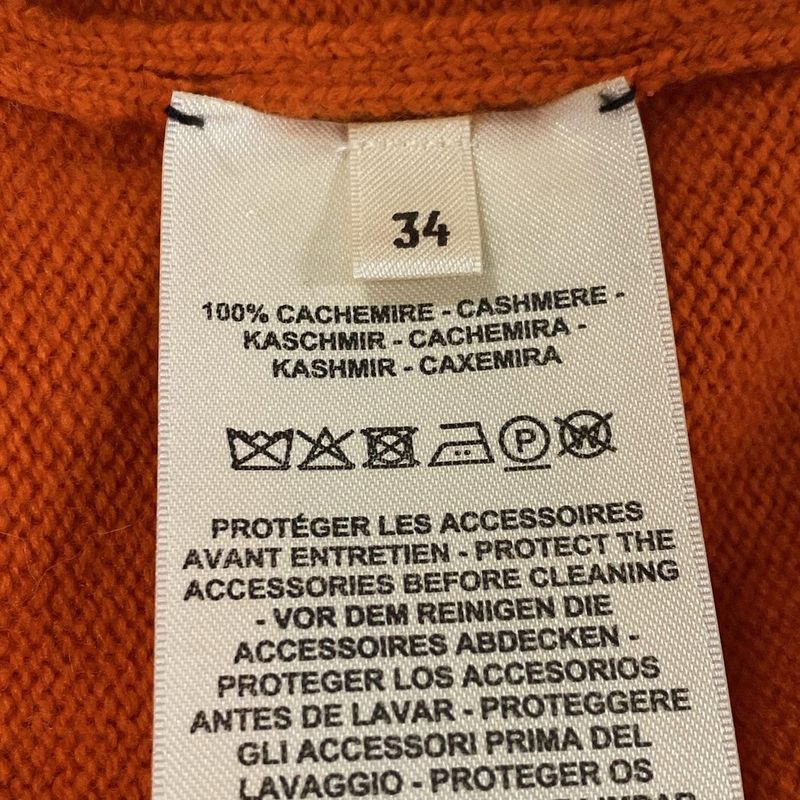 34
100% CACHEMIRE - CASHMERE -
KASCHMIR - CACHEMIRA -
KASHMIR - CAXEMIRA
P W
PROTÉGER LES ACCESSOIRES
AVANT ENTRETIEN - PROTECT THE
ACCESSORIES BEFORE CLEANING
- VOR DEM REINIGEN DIE
ACCESSOIRES ABDECKEN -
PROTEGER LOS ACCESORIOS
ANTES DE LAVAR - PROTEGGERE
GLI ACCESSORI PRIMA DEL
LAVAGGIO - PROTEGER OS